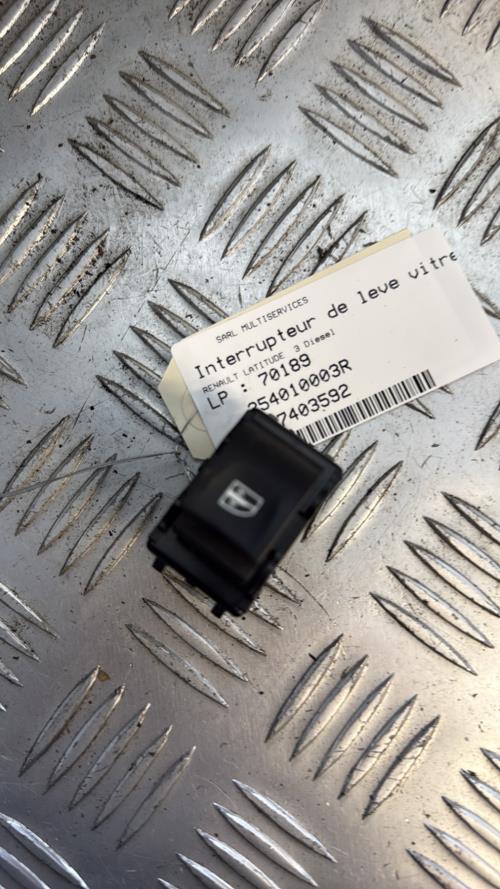 SARL MULTISERVICES
Interrupteur de leve vitre
RENAULT LATITUDE 3 Diesel
LP : 70189
254010003R
7403592